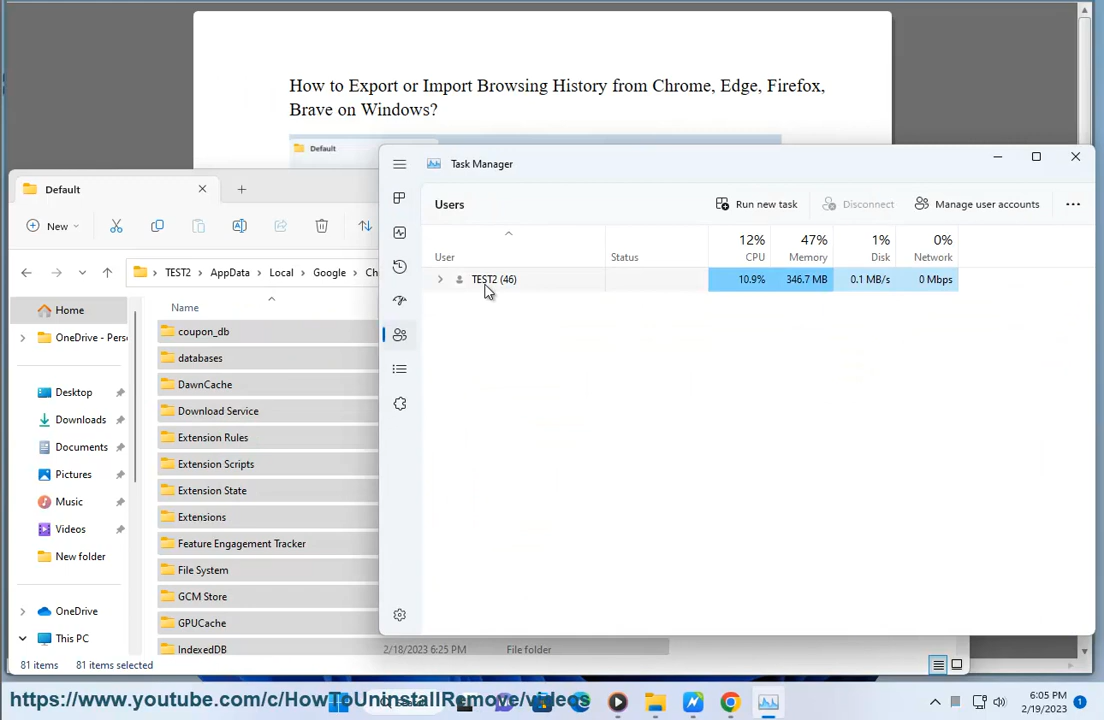 How to Export or Import Browsing History from Chrome, Edge, Firefox,
Brave on Windows?
Default
Task Manager
Default
Users
Run new task
Disconnect
Manage user accounts
New
12%
47%
1%
0%
User
Status
CPU
Memory
Disk
Network
TEST2
AppData
Local
Google
TEST2 (46)
10.9%
346.7 MB
0.1 MB/s
0 Mbps
Name
Home
OneDrive - Pers
Desktop
Downloads
Documents
Pictures
Music
Videos
New folder
OneDrive
This PC
coupon_db
databases
DawnCache
Download Service
Extension Rules
Extension Scripts
Extension State
Extensions
Feature Engagement Tracker
File System
GCM Store
GPUCache
IndexedDB
2/18/2023 6:25 PM
File folder
81 items
81 items selected
https://www.youtube.com/c/HowToUninstallRemove/videos
6:05 PM
2/19/2023
1